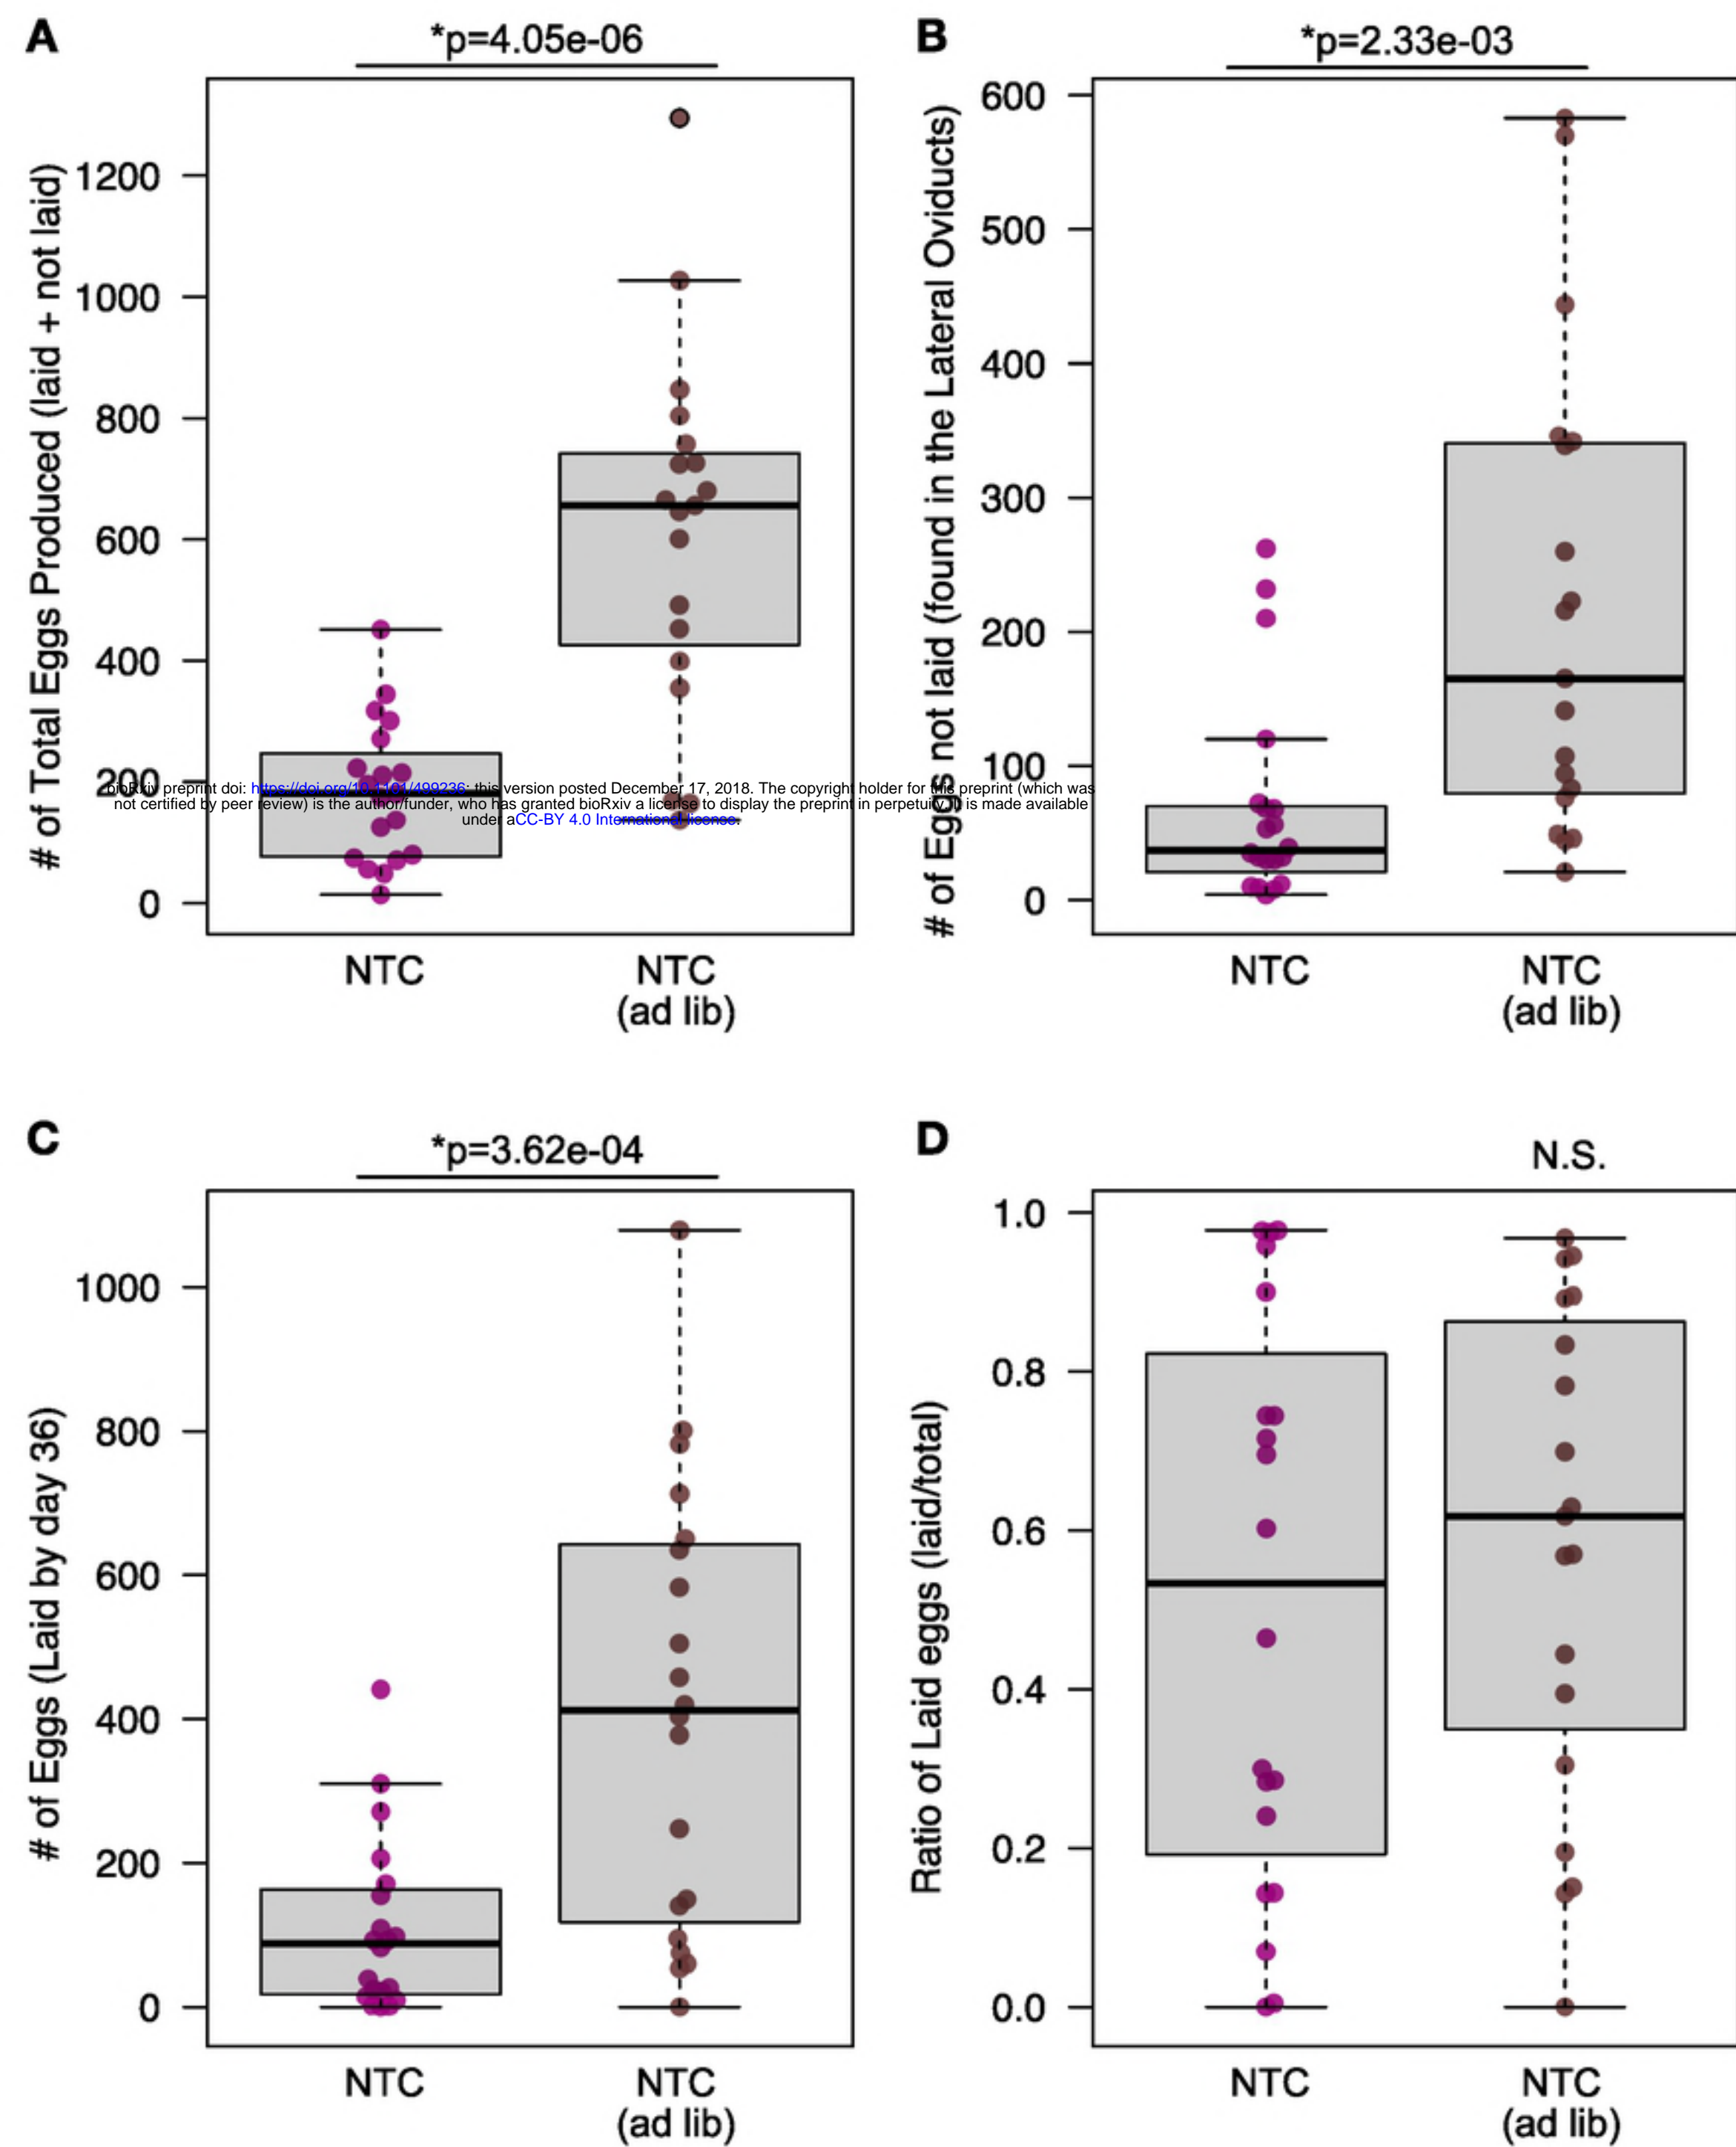 A
*p=4.05e-06
# of Total Eggs Produced (laid + not laid)
1200
1000
800
600
400
200
0
NTC
NTC
(ad lib)
B
*p=2.33e-03
# of Eggs not laid (found in the Lateral Oviducts)
600
500
400
300
200
100
0
NTC
NTC
(ad lib)
bioRxiv preprint doi: https://doi.org/10.1101/499236; this version posted December 17, 2018. The copyright holder for this preprint (which was
not certified by peer review) is the author/funder, who has granted bioRxiv a license to display the preprint in perpetuity. It is made available
under aCC-BY 4.0 International license.
C
*p=3.62e-04
# of Eggs (Laid by day 36)
1000
800
600
400
200
0
NTC
NTC
(ad lib)
D
N.S.
Ratio of Laid eggs (laid/total)
1.0
0.8
0.6
0.4
0.2
0.0
NTC
NTC
(ad lib)